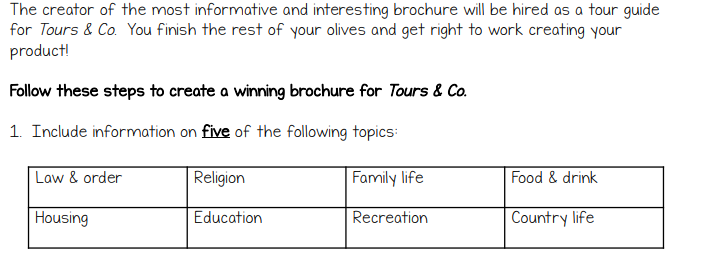 The creator of the most informative and interesting brochure will be hired as a tour guide
for Tours & Co. You finish the rest of your olives and get right to work creating your
product!
Follow these steps to create a winning brochure for Tours & Co.
1. Include information on five of the following topics:
Law & order Religion Family life Food & drink
Housing Education Recreation Country life